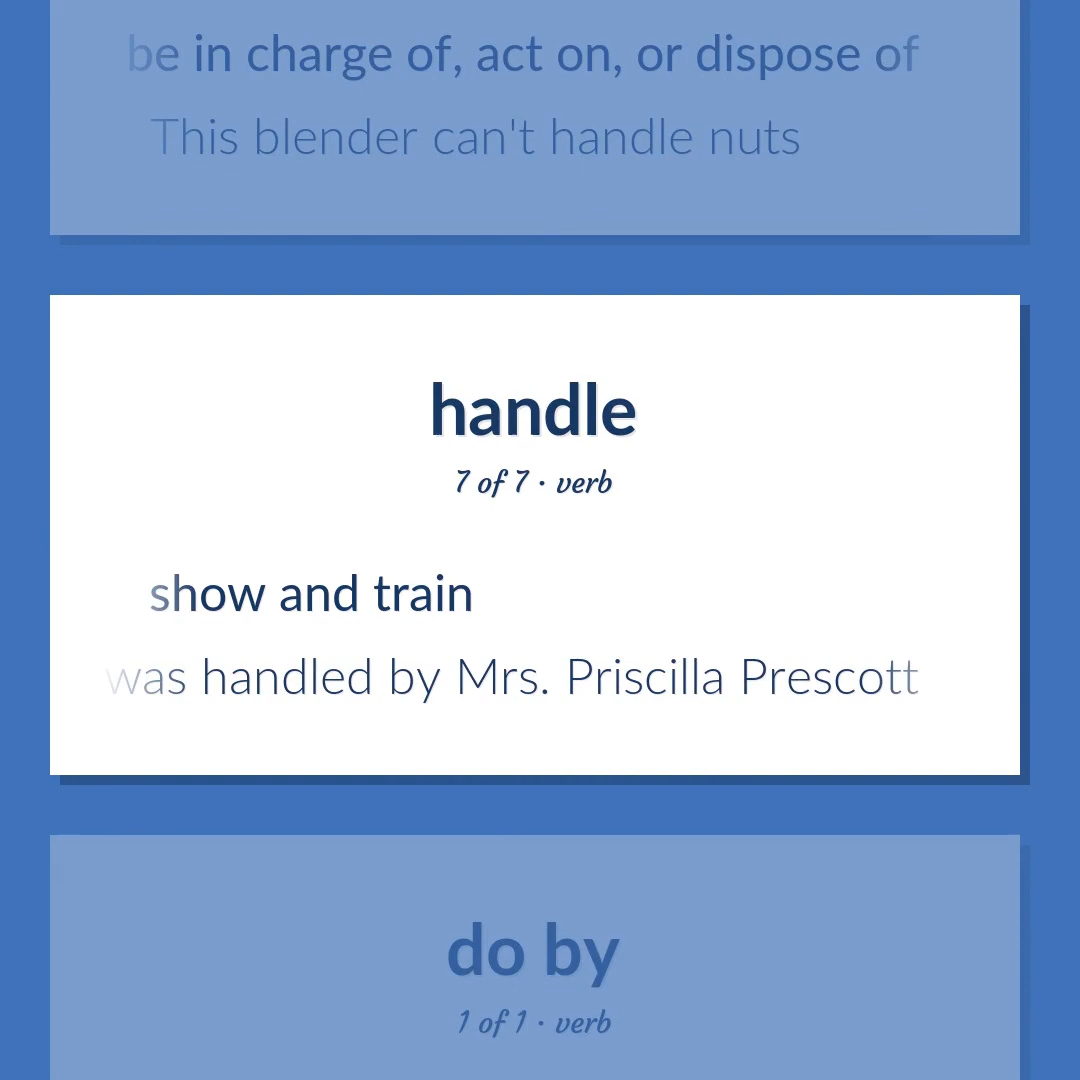 be in charge of, act on, or dispose of
This blender can't handle nuts
handle
7 of 7 · verb
show and train
was handled by Mrs. Priscilla Prescott
do by
1 of 1 · verb